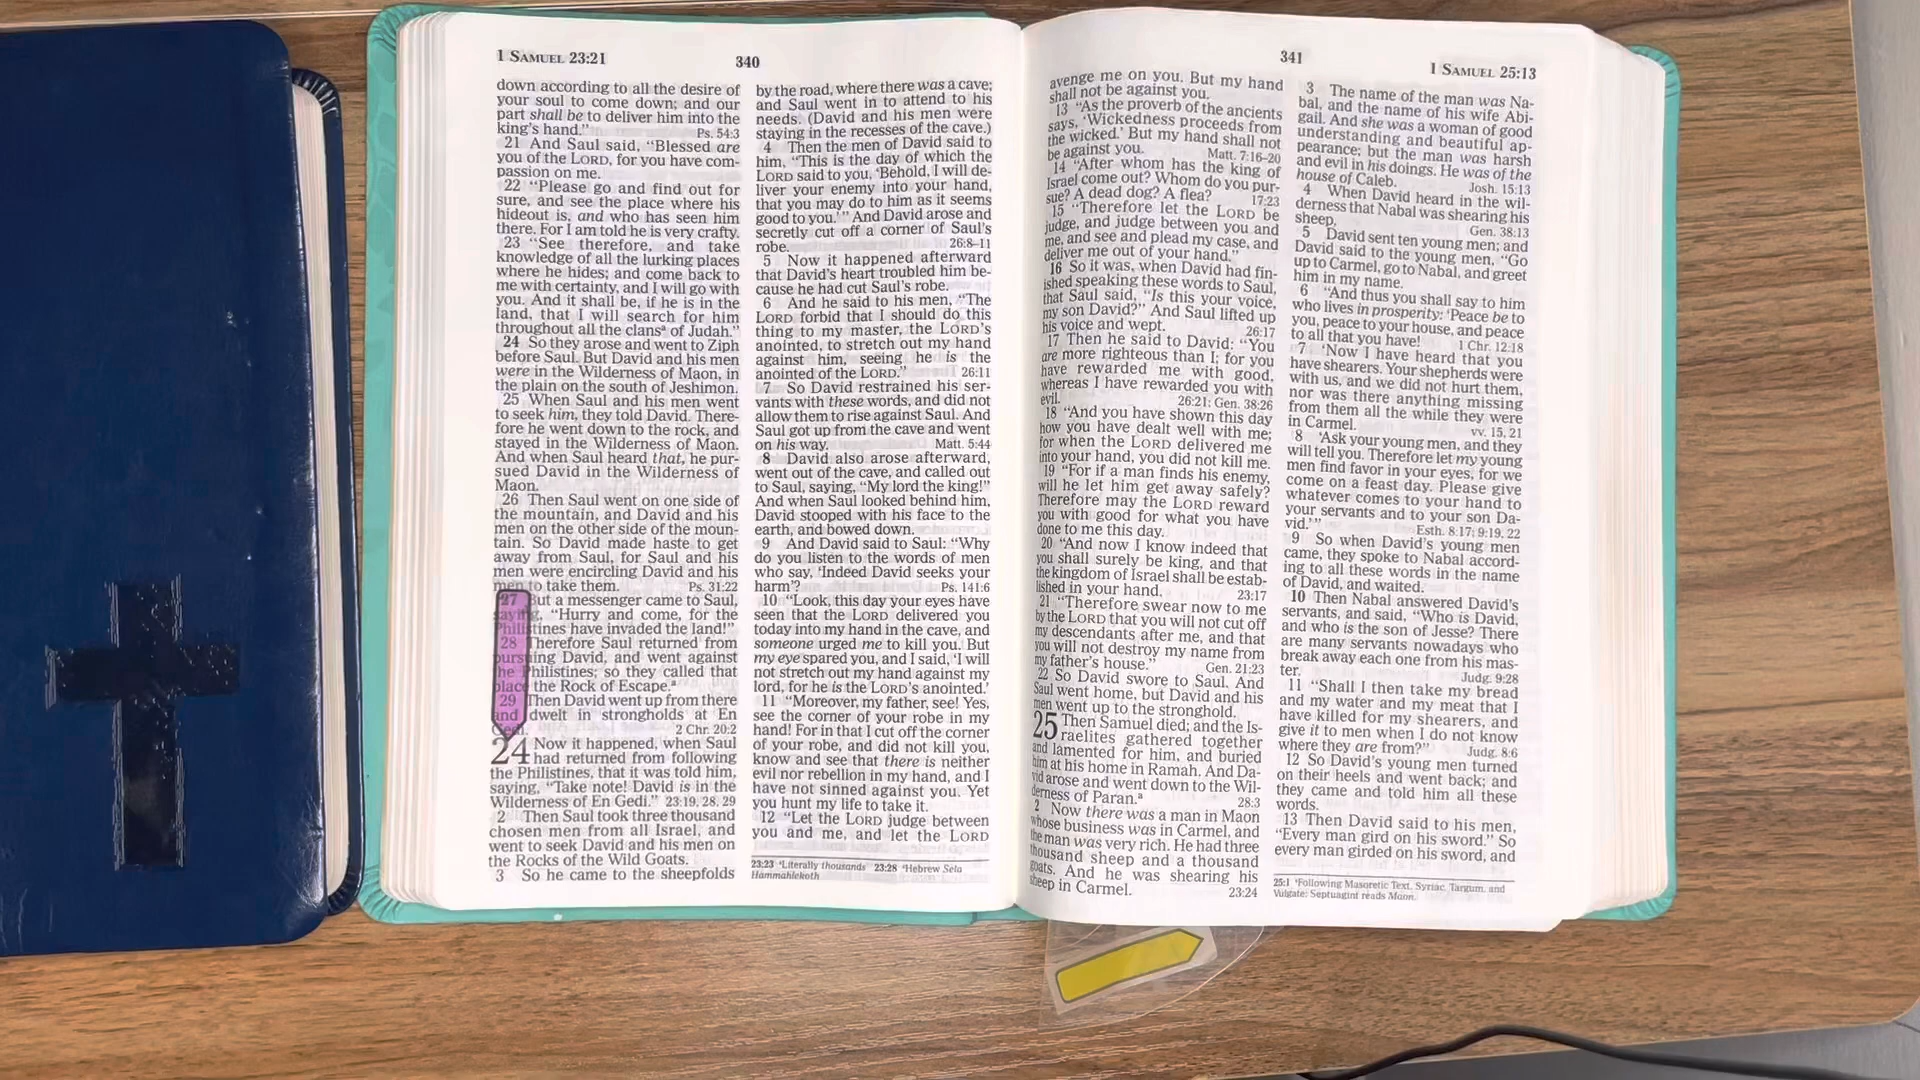 1 SAMUEL 23:21
340
down according to all the desire of
your soul to come down; and our
part shall be to deliver him into the
king's hand." Ps. 54:3
21 And Saul said, "Blessed are
you of the LORD, for you have com-
passion on me.
22 "Please go and find out for
sure, and see the place where his
hideout is, and who has seen him
there. For I am told he is very crafty.
23 "See therefore, and take
knowledge of all the lurking places
where he hides; and come back to
me with certainty, and I will go with
you. And it shall be, if he is in the
land, that I will search for him
throughout all the clansª of Judah."
24 So they arose and went to Ziph
before Saul. But David and his men
were in the Wilderness of Maon, in
the plain on the south of Jeshimon.
25 When Saul and his men went
to seek him, they told David. There-
fore he went down to the rock, and
stayed in the Wilderness of Maon.
And when Saul heard that, he pur-
sued David in the Wilderness of
Maon.
26 Then Saul went on one side of
the mountain, and David and his
men on the other side of the moun-
tain. So David made haste to get
away from Saul, for Saul and his
men were encircling David and his
men to take them. Ps. 31:22
27 But a messenger came to Saul,
saying, "Hurry and come, for the
Philistines have invaded the land!"
28 Therefore Saul returned from
pursuing David, and went against
the Philistines; so they called that
place the Rock of Escape.ª
29 Then David went up from there
and dwelt in strongholds at En
Gedi. 2 Chr. 20:2
24 Now it happened, when Saul
had returned from following
the Philistines, that it was told him,
saying, "Take note! David is in the
Wilderness of En Gedi." 23:19, 28, 29
2 Then Saul took three thousand
chosen men from all Israel, and
went to seek David and his men on
the Rocks of the Wild Goats.
3 So he came to the sheepfolds
by the road, where there was a cave;
and Saul went in to attend to his
needs. (David and his men were
staying in the recesses of the cave.)
4 Then the men of David said to
him, "This is the day of which the
LORD said to you, 'Behold, I will de-
liver your enemy into your hand,
that you may do to him as it seems
good to you.'" And David arose and
secretly cut off a corner of Saul's
robe. 26:8–11
5 Now it happened afterward
that David's heart troubled him be-
cause he had cut Saul's robe.
6 And he said to his men, "The
LORD forbid that I should do this
thing to my master, the LORD's
anointed, to stretch out my hand
against him, seeing he is the
anointed of the LORD." 26:11
7 So David restrained his ser-
vants with these words, and did not
allow them to rise against Saul. And
Saul got up from the cave and went
on his way. Matt. 5:44
8 David also arose afterward,
went out of the cave, and called out
to Saul, saying, "My lord the king!"
And when Saul looked behind him,
David stooped with his face to the
earth, and bowed down.
9 And David said to Saul: "Why
do you listen to the words of men
who say, 'Indeed David seeks your
harm'? Ps. 141:6
10 "Look, this day your eyes have
seen that the LORD delivered you
today into my hand in the cave, and
someone urged me to kill you. But
my eye spared you, and I said, 'I will
not stretch out my hand against my
lord, for he is the LORD's anointed.'
11 "Moreover, my father, see! Yes,
see the corner of your robe in my
hand! For in that I cut off the corner
of your robe, and did not kill you,
know and see that there is neither
evil nor rebellion in my hand, and I
have not sinned against you. Yet
you hunt my life to take it.
12 "Let the LORD judge between
you and me, and let the LORD
23:23 ªLiterally thousands 23:28 ªHebrew Sela
Hammahlekoth
341
1 SAMUEL 25:13
avenge me on you. But my hand
shall not be against you.
13 "As the proverb of the ancients
says, 'Wickedness proceeds from
the wicked.' But my hand shall not
be against you. Matt. 7:16–20
14 "After whom has the king of
Israel come out? Whom do you pur-
sue? A dead dog? A flea? 17:23
15 "Therefore let the LORD be
judge, and judge between you and
me, and see and plead my case, and
deliver me out of your hand."
16 So it was, when David had fin-
ished speaking these words to Saul,
that Saul said, "Is this your voice,
my son David?" And Saul lifted up
his voice and wept. 26:17
17 Then he said to David: "You
are more righteous than I; for you
have rewarded me with good,
whereas I have rewarded you with
evil. 26:21; Gen. 38:26
18 "And you have shown this day
how you have dealt well with me;
for when the LORD delivered me
into your hand, you did not kill me.
19 "For if a man finds his enemy,
will he let him get away safely?
Therefore may the LORD reward
you with good for what you have
done to me this day.
20 "And now I know indeed that
you shall surely be king, and that
the kingdom of Israel shall be estab-
lished in your hand. 23:17
21 "Therefore swear now to me
by the LORD that you will not cut off
my descendants after me, and that
you will not destroy my name from
my father's house." Gen. 21:23
22 So David swore to Saul. And
Saul went home, but David and his
men went up to the stronghold.
25 Then Samuel died; and the Is-
raelites gathered together
and lamented for him, and buried
him at his home in Ramah. And Da-
vid arose and went down to the Wil-
derness of Paran.ª 28:3
2 Now there was a man in Maon
whose business was in Carmel, and
the man was very rich. He had three
thousand sheep and a thousand
goats. And he was shearing his
sheep in Carmel. 23:24
3 The name of the man was Na-
bal, and the name of his wife Abi-
gail. And she was a woman of good
understanding and beautiful ap-
pearance; but the man was harsh
and evil in his doings. He was of the
house of Caleb. Josh. 15:13
4 When David heard in the wil-
derness that Nabal was shearing his
sheep, Gen. 38:13
5 David sent ten young men; and
David said to the young men, "Go
up to Carmel, go to Nabal, and greet
him in my name.
6 "And thus you shall say to him
who lives in prosperity: 'Peace be to
you, peace to your house, and peace
to all that you have! 1 Chr. 12:18
7 'Now I have heard that you
have shearers. Your shepherds were
with us, and we did not hurt them,
nor was there anything missing
from them all the while they were
in Carmel. vv. 15, 21
8 'Ask your young men, and they
will tell you. Therefore let my young
men find favor in your eyes, for we
come on a feast day. Please give
whatever comes to your hand to
your servants and to your son Da-
vid.'" Esth. 8:17; 9:19, 22
9 So when David's young men
came, they spoke to Nabal accord-
ing to all these words in the name
of David, and waited.
10 Then Nabal answered David's
servants, and said, "Who is David,
and who is the son of Jesse? There
are many servants nowadays who
break away each one from his mas-
ter. Judg. 9:28
11 "Shall I then take my bread
and my water and my meat that I
have killed for my shearers, and
give it to men when I do not know
where they are from?" Judg. 8:6
12 So David's young men turned
on their heels and went back; and
they came and told him all these
words.
13 Then David said to his men,
"Every man gird on his sword." So
every man girded on his sword, and
25:1 ªFollowing Masoretic Text, Syriac, Targum, and
Vulgate; Septuagint reads Maon.